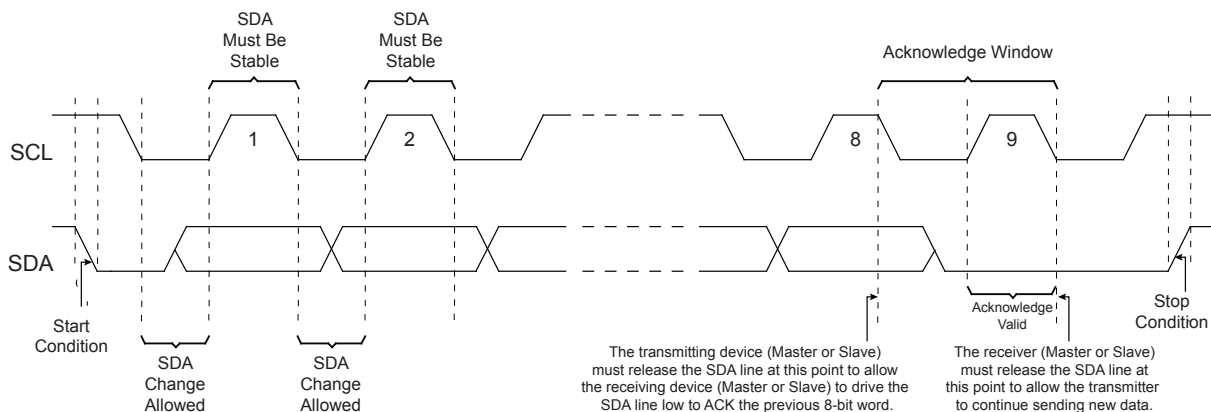 SDA
Must Be
Stable
SDA
Must Be
Stable
Acknowledge Window
SCL
1
2
8
9
SDA
Start
Condition
SDA
Change
Allowed
SDA
Change
Allowed
Acknowledge
Valid
Stop
Condition
The transmitting device (Master or Slave)
must release the SDA line at this point to allow
the receiving device (Master or Slave) to drive the
SDA line low to ACK the previous 8-bit word.
The receiver (Master or Slave)
must release the SDA line at
this point to allow the transmitter
to continue sending new data.